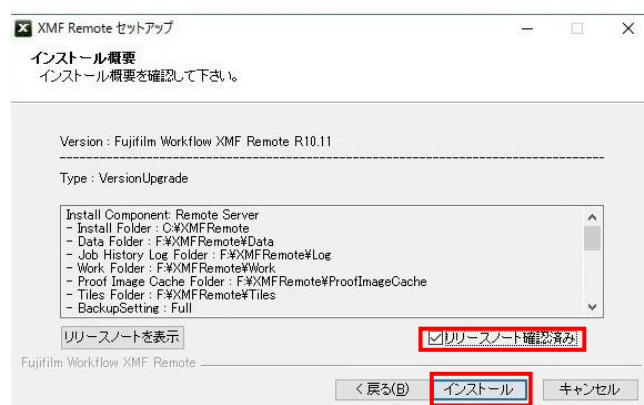 XMF Remote セットアップ
インストール概要
インストール概要を確認して下さい。
Version : Fujifilm Workflow XMF Remote R10.11
Type : VersionUpgrade
Install Component: Remote Server
- Install Folder : C:¥XMFRemote
- Data Folder : F:¥XMFRemote¥Data
- Job History Log Folder : F:¥XMFRemote¥Log
- Work Folder : F:¥XMFRemote¥Work
- Proof Image Cache Folder : F:¥XMFRemote¥ProofImageCache
- Tiles Folder : F:¥XMFRemote¥Tiles
- BackupSetting : Full
リリースノートを表示 リリースノート確認済み
Fujifilm Workflow XMF Remote
< 戻る(B) インストール キャンセル